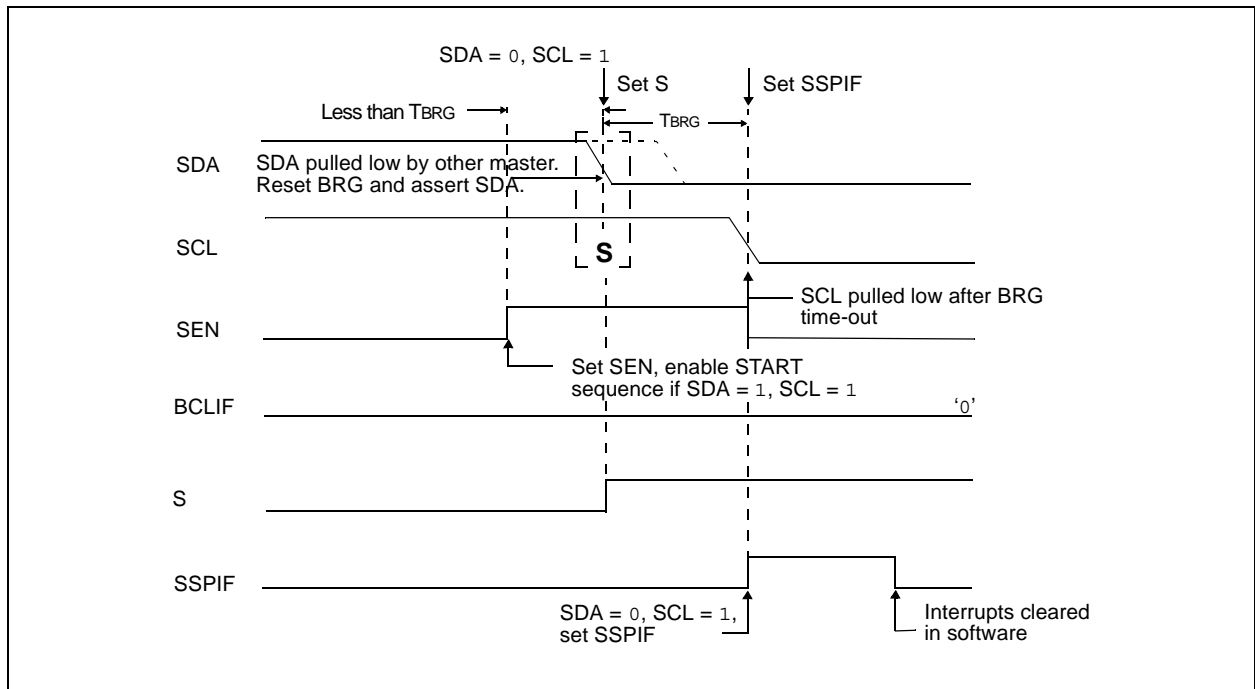 SDA = 0, SCL = 1
Set S
Set SSPIF
Less than TBRG
TBRG
SDA
SDA pulled low by other master.
Reset BRG and assert SDA.
SCL
S
SCL pulled low after BRG
time-out
SEN
Set SEN, enable START
sequence if SDA = 1, SCL = 1
BCLIF
‘0’
S
SSPIF
SDA = 0, SCL = 1,
set SSPIF
Interrupts cleared
in software